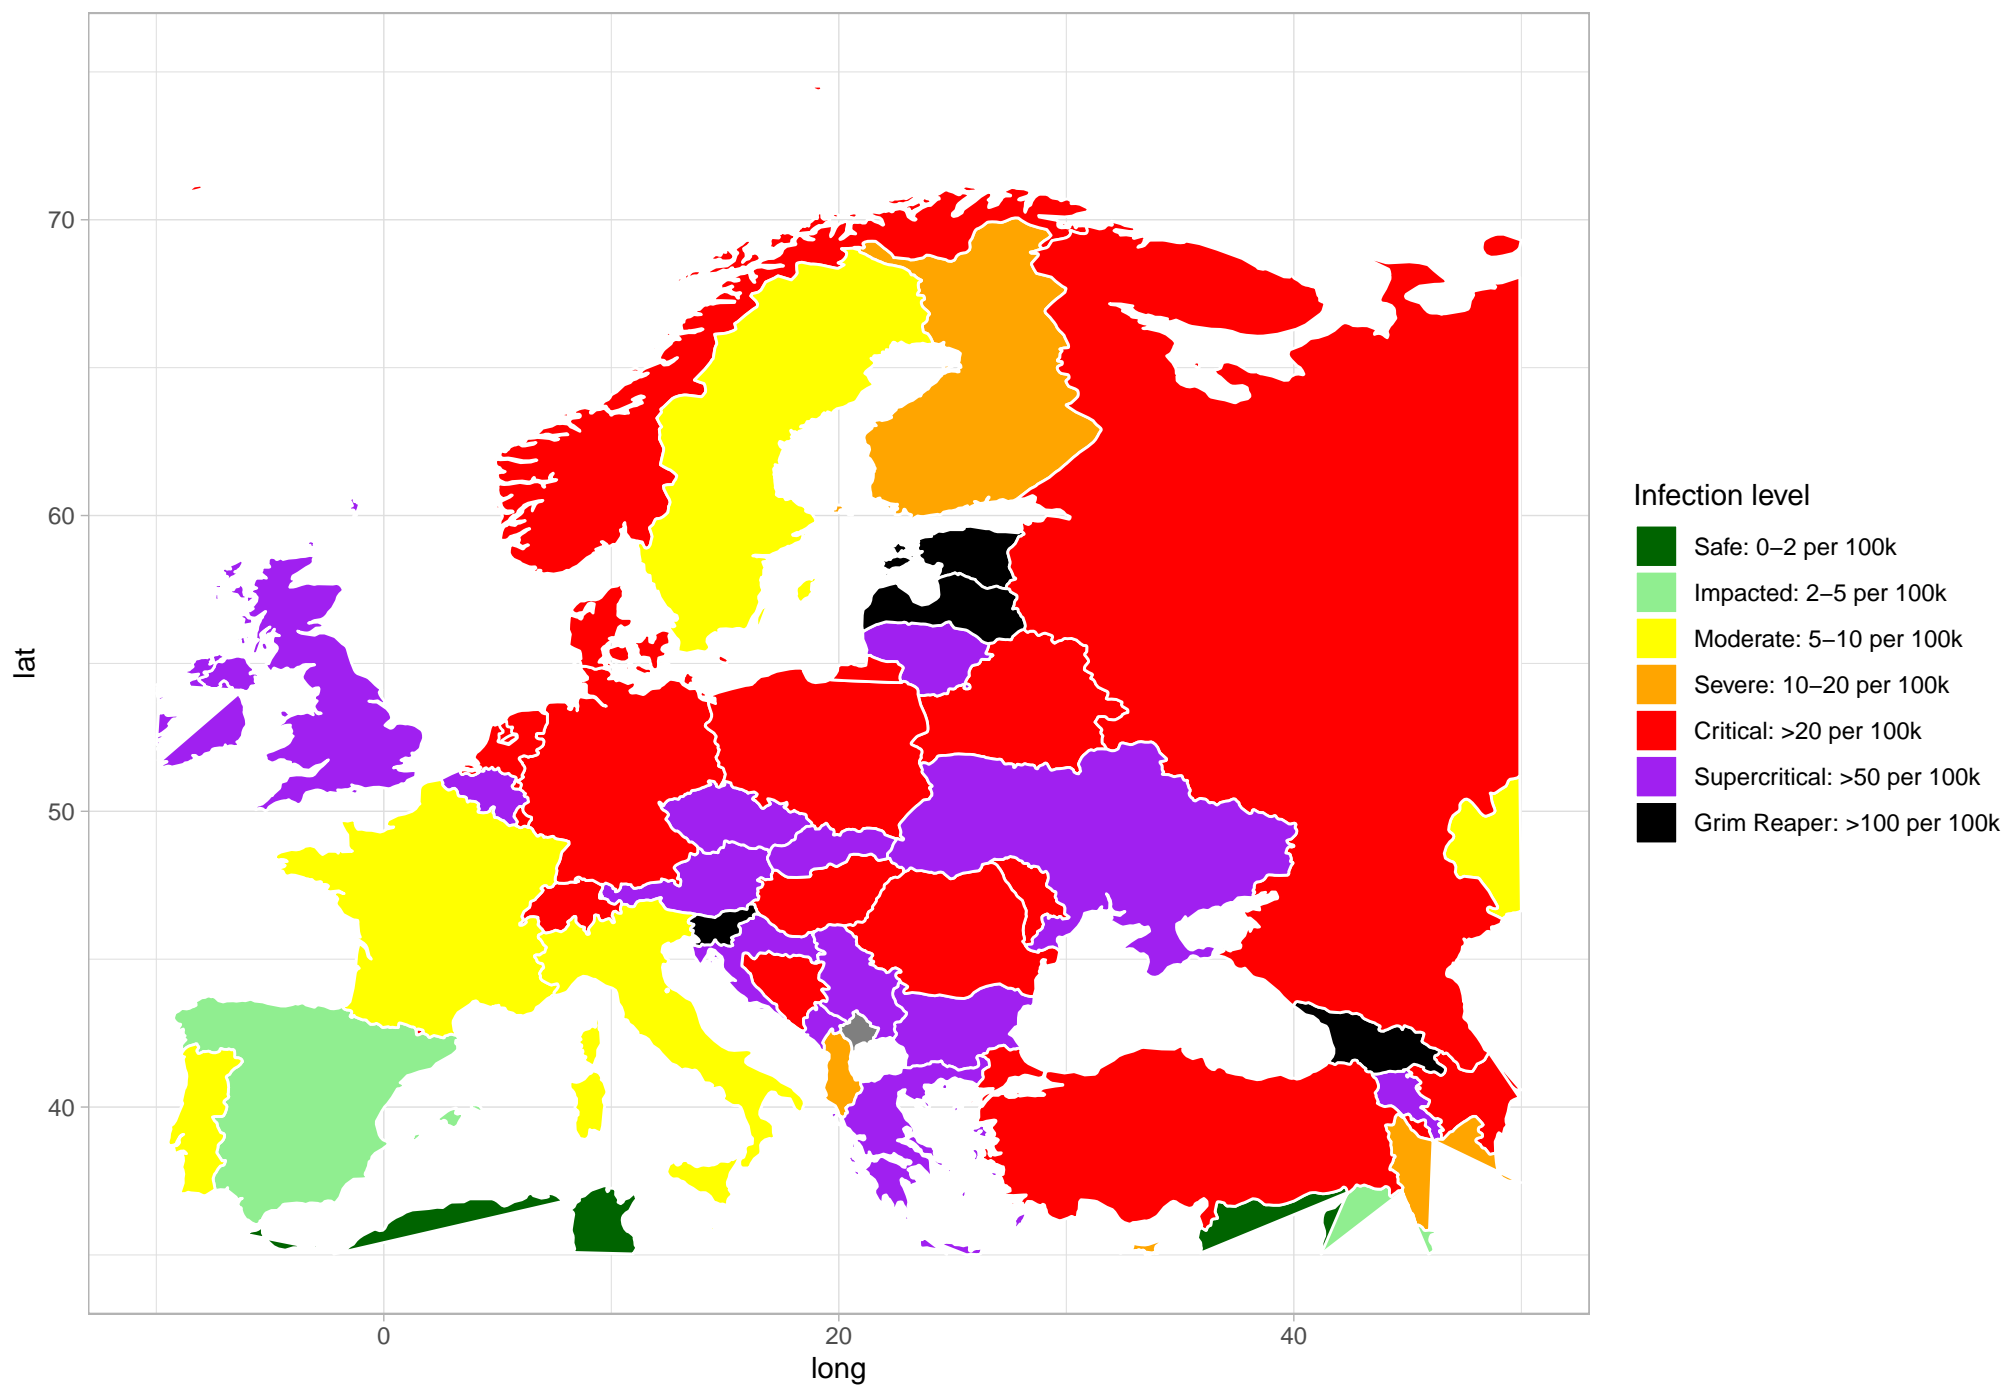 70
60
50
40
lat
0
20
40
long
Infection level
Safe: 0–2 per 100k
Impacted: 2–5 per 100k
Moderate: 5–10 per 100k
Severe: 10–20 per 100k
Critical: >20 per 100k
Supercritical: >50 per 100k
Grim Reaper: >100 per 100k